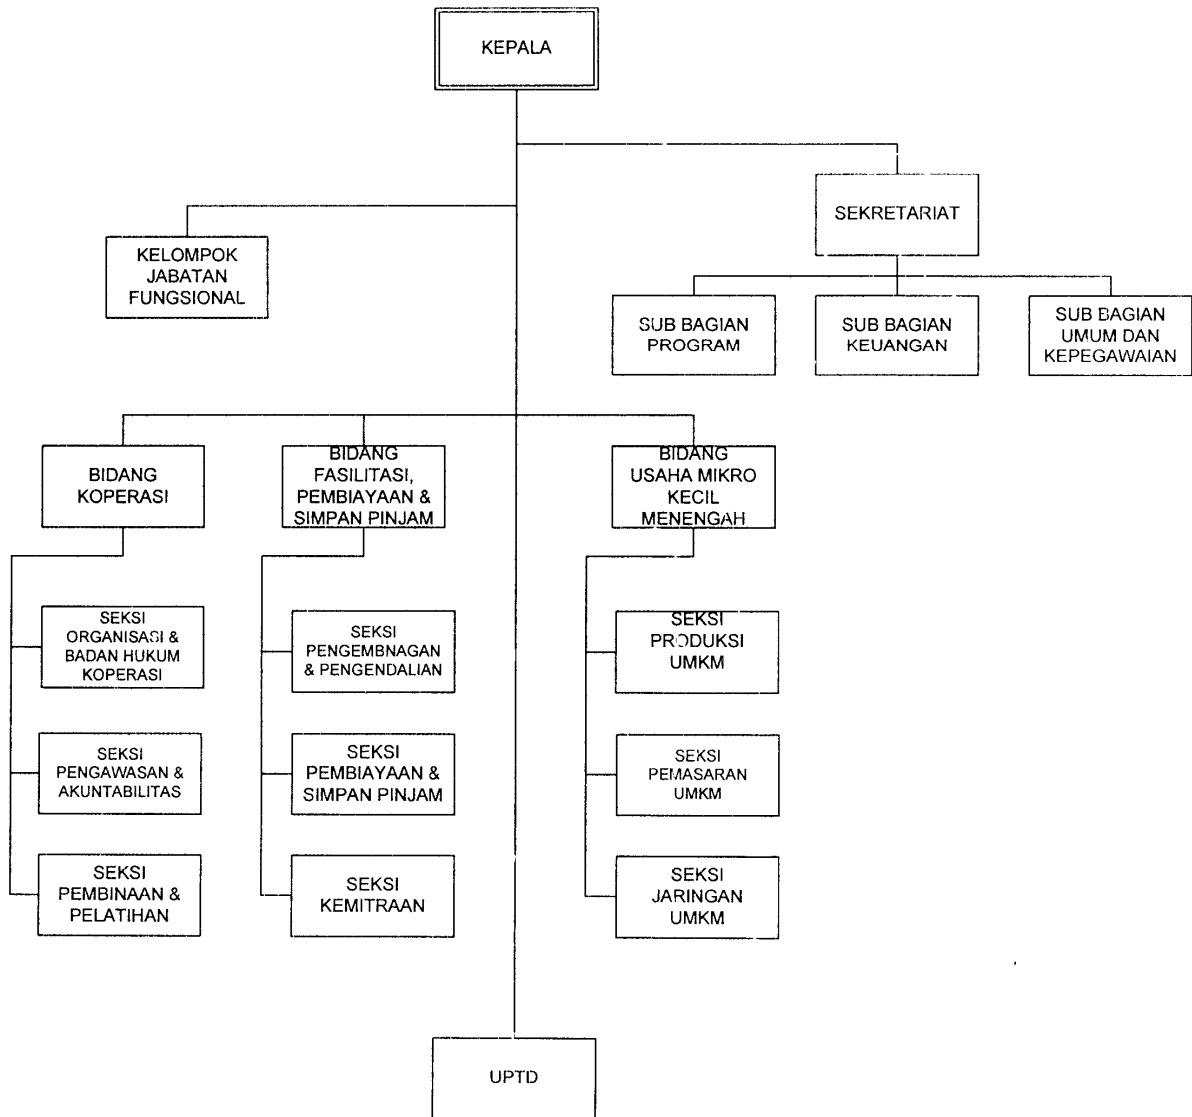 KEPALA
SEKRETARIAT
KELOMPOK
JABATAN
FUNGSIONAL
SUB BAGIAN
PROGRAM
SUB BAGIAN
KEUANGAN
SUB BAGIAN
UMUM DAN
KEPEGAWAIAN
BIDANG
KOPERASI
BIDANG
FASILITASI,
PEMBIAYAAN &
SIMPAN PINJAM
BIDANG
USAHA MIKRO
KECIL
MENENGAH
SEKSI
ORGANISASI &
BADAN HUKUM
KOPERASI
SEKSI
PENGEMBNAGAN
& PENGENDALIAN
SEKSI
PRODUKSI
UMKM
SEKSI
PENGAWASAN &
AKUNTABILITAS
SEKSI
PEMBIAYAAN &
SIMPAN PINJAM
SEKSI
PEMASARAN
UMKM
SEKSI
PEMBINAAN &
PELATIHAN
SEKSI
KEMITRAAN
SEKSI
JARINGAN
UMKM
UPTD